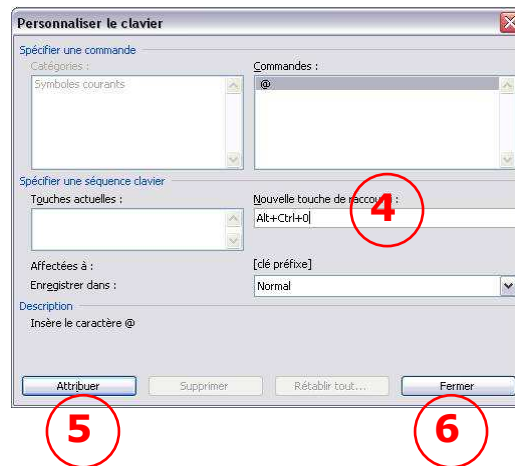 Personnaliser le clavier
Spécifier une commande
Catégories :
Commandes :
Symboles courants
@
Spécifier une séquence clavier
Touches actuelles :
Nouvelle touche de raccourci :
4
Alt+Ctrl+0
Affectées à :
[clé préfixe]
Enregistrer dans :
Normal
Description
Insère le caractère @
Attribuer
Supprimer
Rétablir tout...
Fermer
5
6